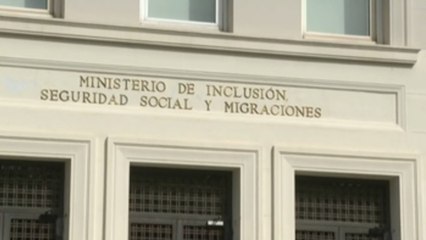 MINISTERIO DE INCLUSIÓN,
SEGURIDAD SOCIAL Y MIGRACIONES